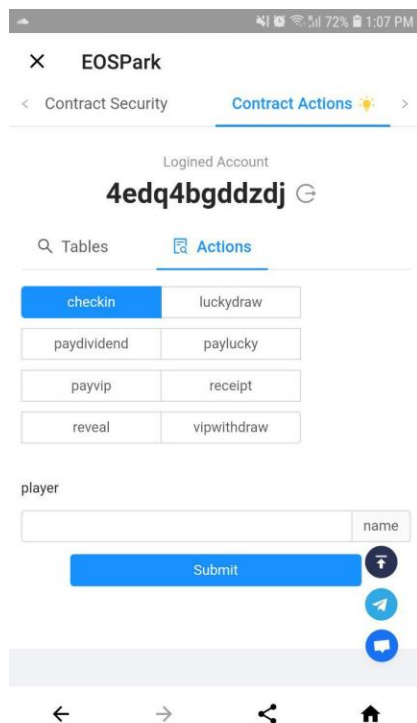 72% 1:07 PM
EOSPark
Contract Security Contract Actions
Logined Account
4edq4bgddzdj
Tables Actions
checkin luckydraw
paydividend paylucky
payvip receipt
reveal vipwithdraw
player
name
Submit